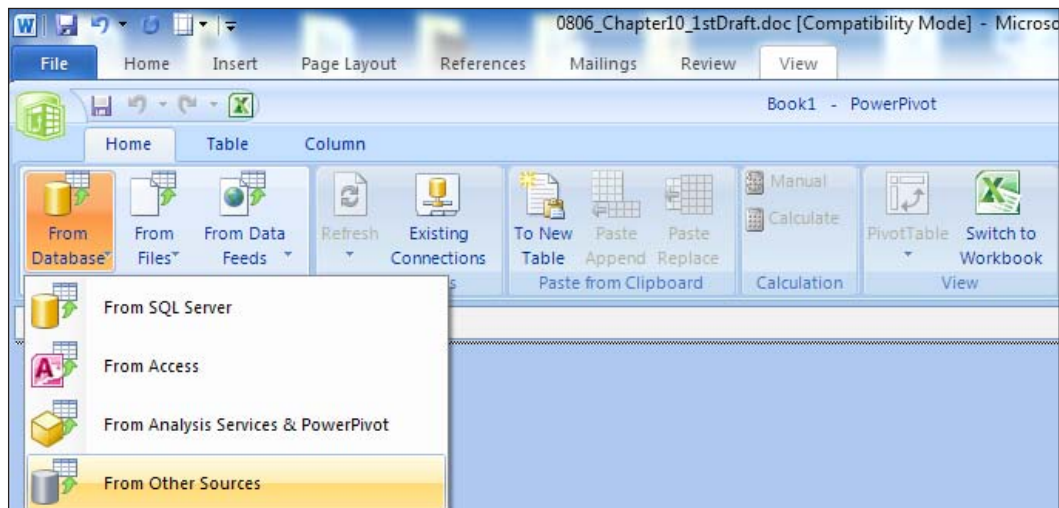 0806_Chapter10_1stDraft.doc [Compatibility Mode] - Microso
File Home Insert Page Layout References Mailings Review View
Book1 - PowerPivot
Home Table Column
From Database
From Files
From Data Feeds
Refresh
Existing Connections
To New Table
Paste Append
Paste Replace
Manual
Calculate
PivotTable
Switch to Workbook
s
Paste from Clipboard
Calculation
View
From SQL Server
From Access
From Analysis Services & PowerPivot
From Other Sources